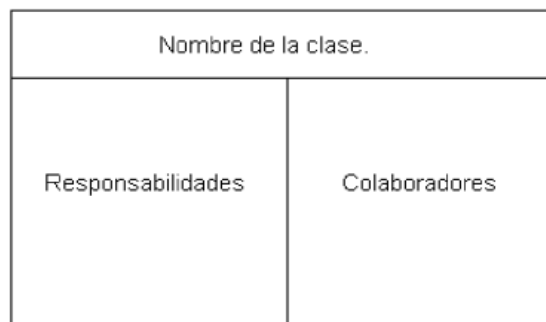 Nombre de la clase.
Responsabilidades
Colaboradores